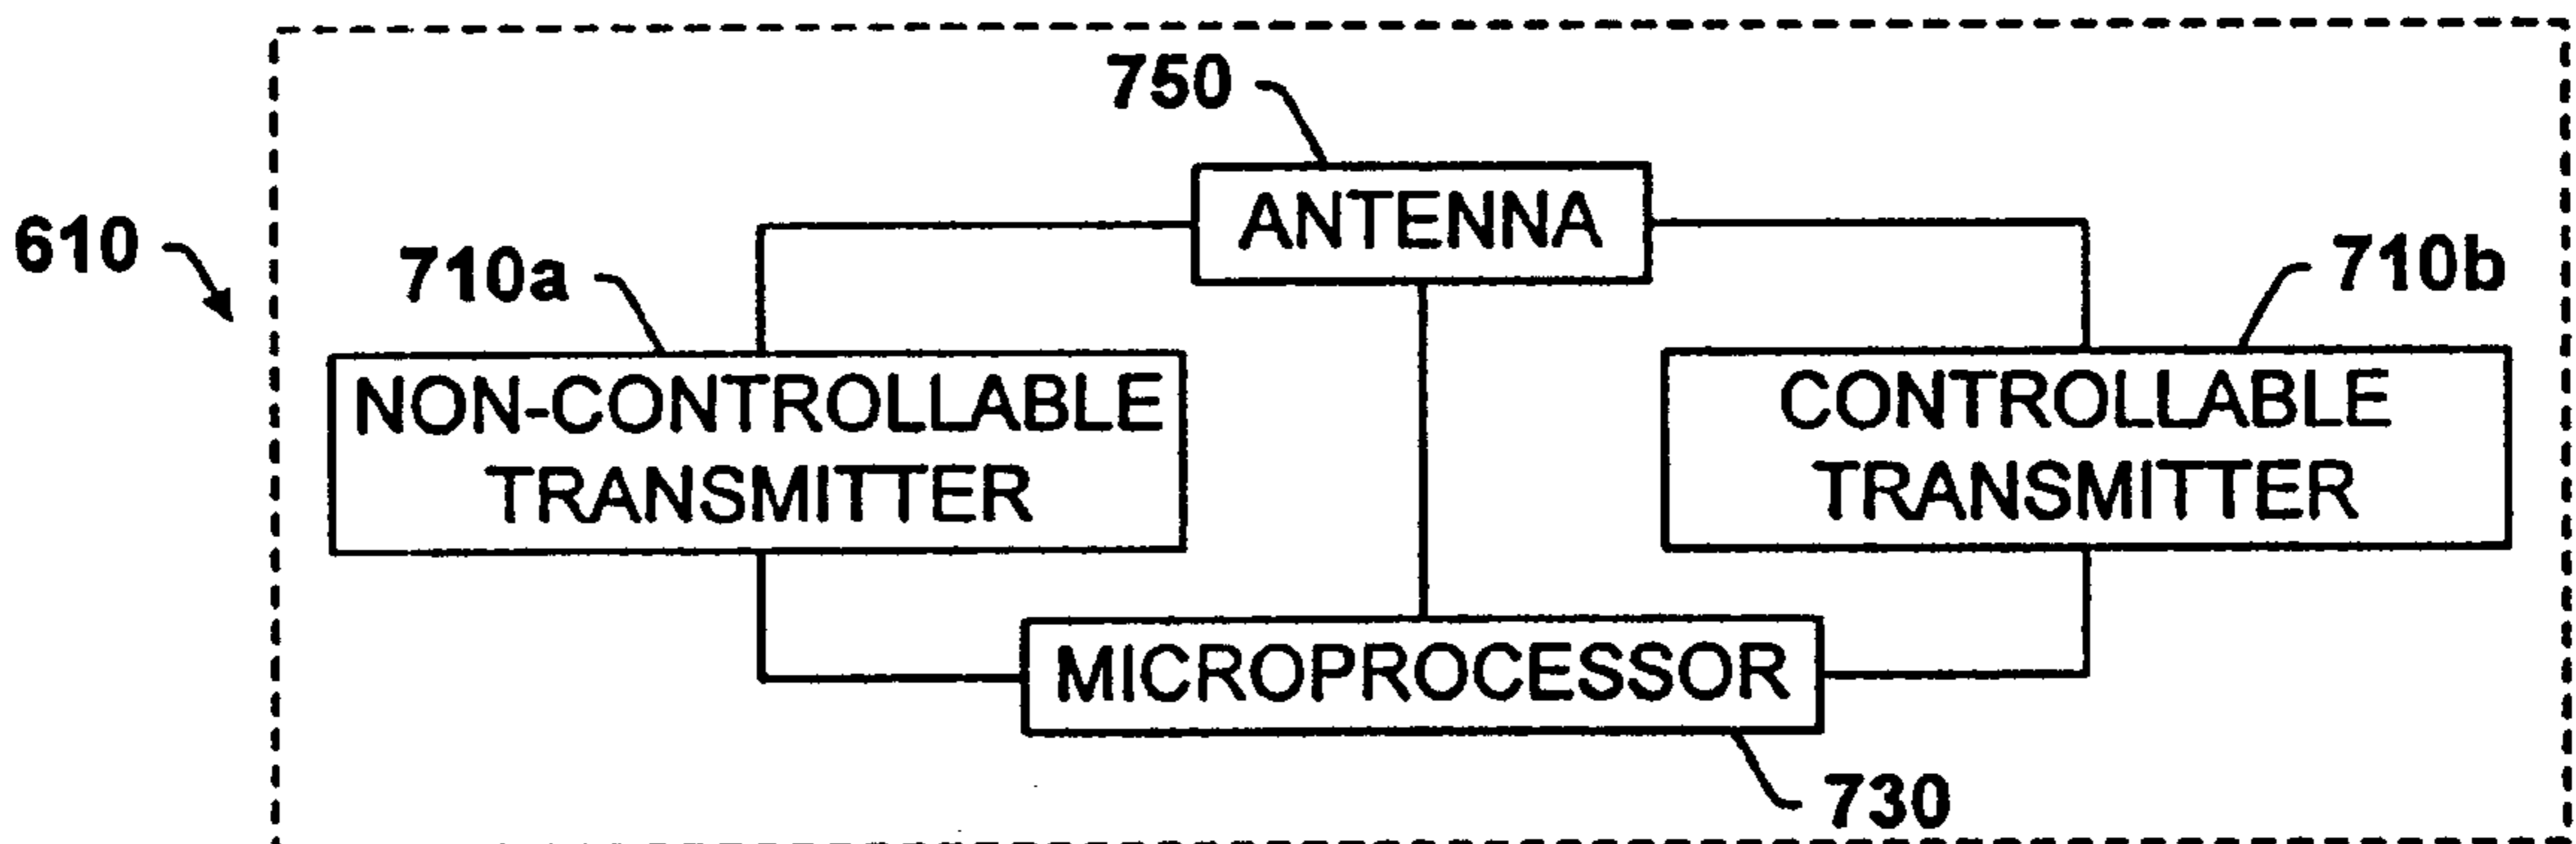 750
ANTENNA
610
710a
710b
NON-CONTROLLABLE
TRANSMITTER
CONTROLLABLE
TRANSMITTER
MICROPROCESSOR
730